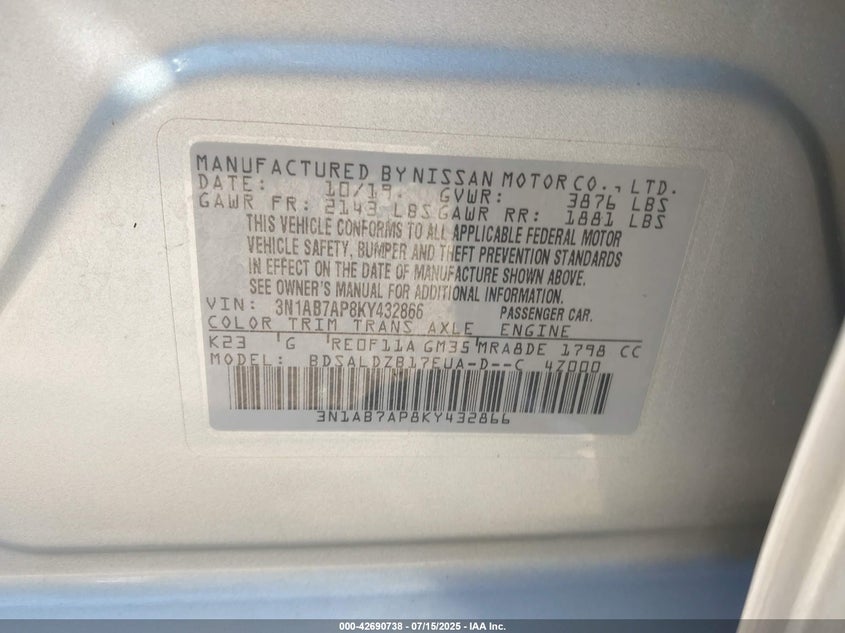 MANUFACTURED BY NISSAN MOTOR CO., LTD.
DATE: 10/19. GVWR: 3876 LBS
GAWR FR: 2143 LBS GAWR RR: 1881 LBS
THIS VEHICLE CONFORMS TO ALL APPLICABLE FEDERAL MOTOR
VEHICLE SAFETY, BUMPER AND THEFT PREVENTION STANDARDS
IN EFFECT ON THE DATE OF MANUFACTURE SHOWN ABOVE.
SEE OWNER'S MANUAL FOR ADDITIONAL INFORMATION.
VIN: 3N1AB7AP8KY432866 PASSENGER CAR.
COLOR TRIM TRANS AXLE ENGINE
K23 G RE0F11A GM35 MRA8DE 1798 CC
MODEL: BDSALDZB17EUA-D--C 4Z000
3N1AB7AP8KY432866
000-42690738 - 07/15/2025 - IAA Inc.